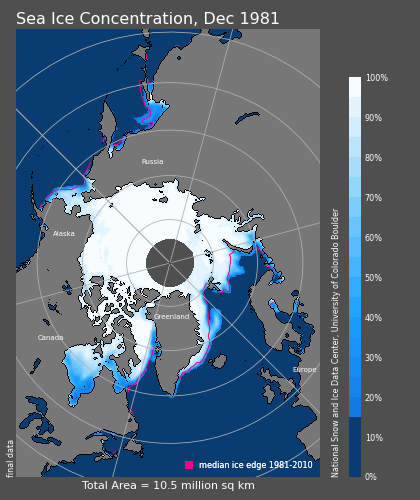 Sea Ice Concentration, Dec 1981
Russia
Alaska
Greenland
Canada
Europe
median ice edge 1981-2010
Total Area = 10.5 million sq km
final data
100%
90%
80%
70%
60%
50%
40%
30%
20%
10%
0%
National Snow and Ice Data Center, University of Colorado Boulder